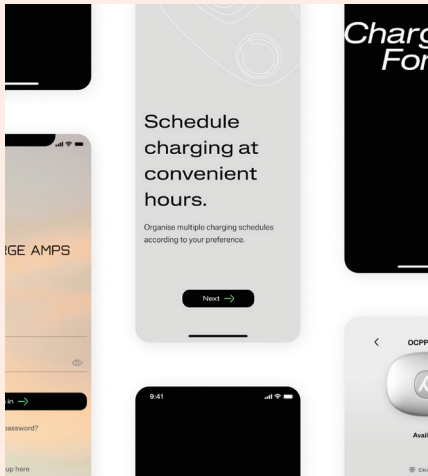 Schedule
charging at
convenient
hours.
Organise multiple charging schedules
according to your preference.
Next
GE AMPS
in
password?
up here
9:41
Charg
For
OCPP
Avail